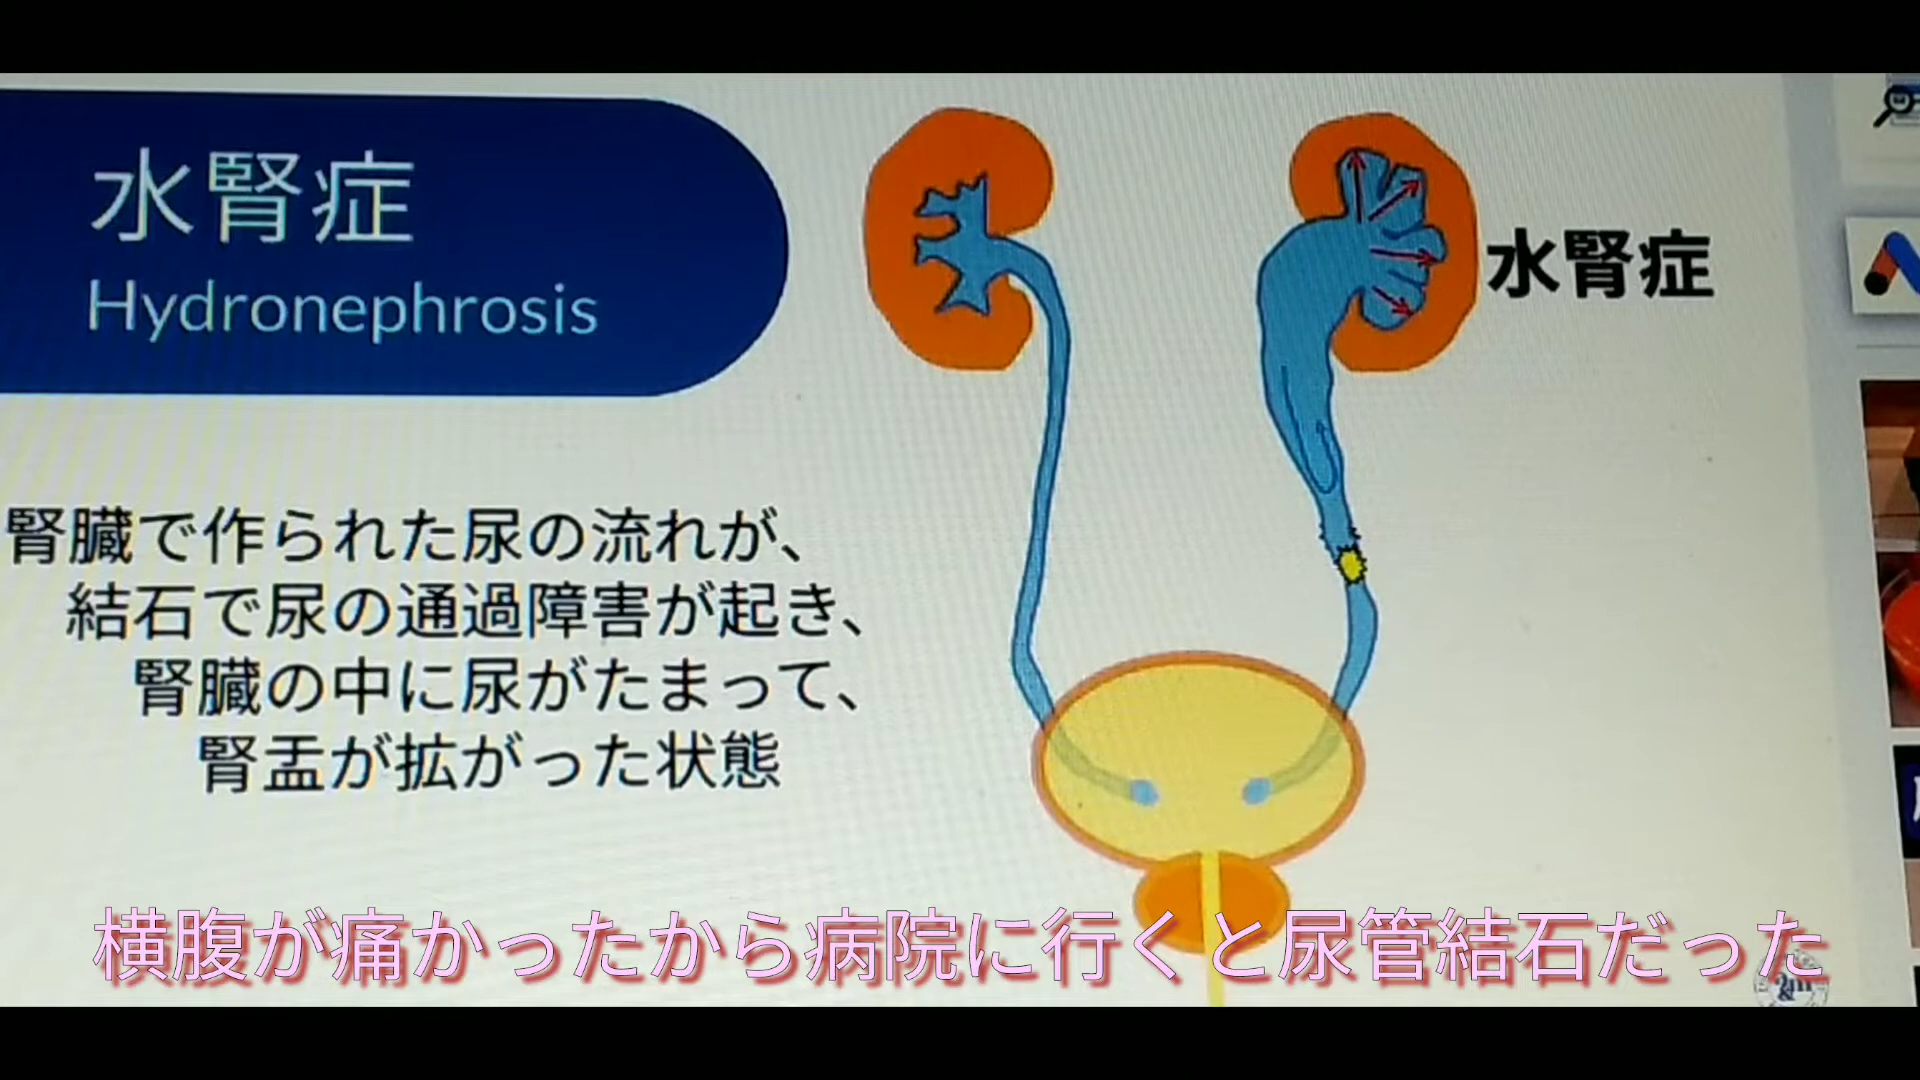 水腎症
Hydronephrosis
水腎症
腎臓で作られた尿の流れが、
結石で尿の通過障害が起き、
腎臓の中に尿がたまって、
腎盂が拡がった状態
横腹が痛かったから病院に行くと尿管結石だった